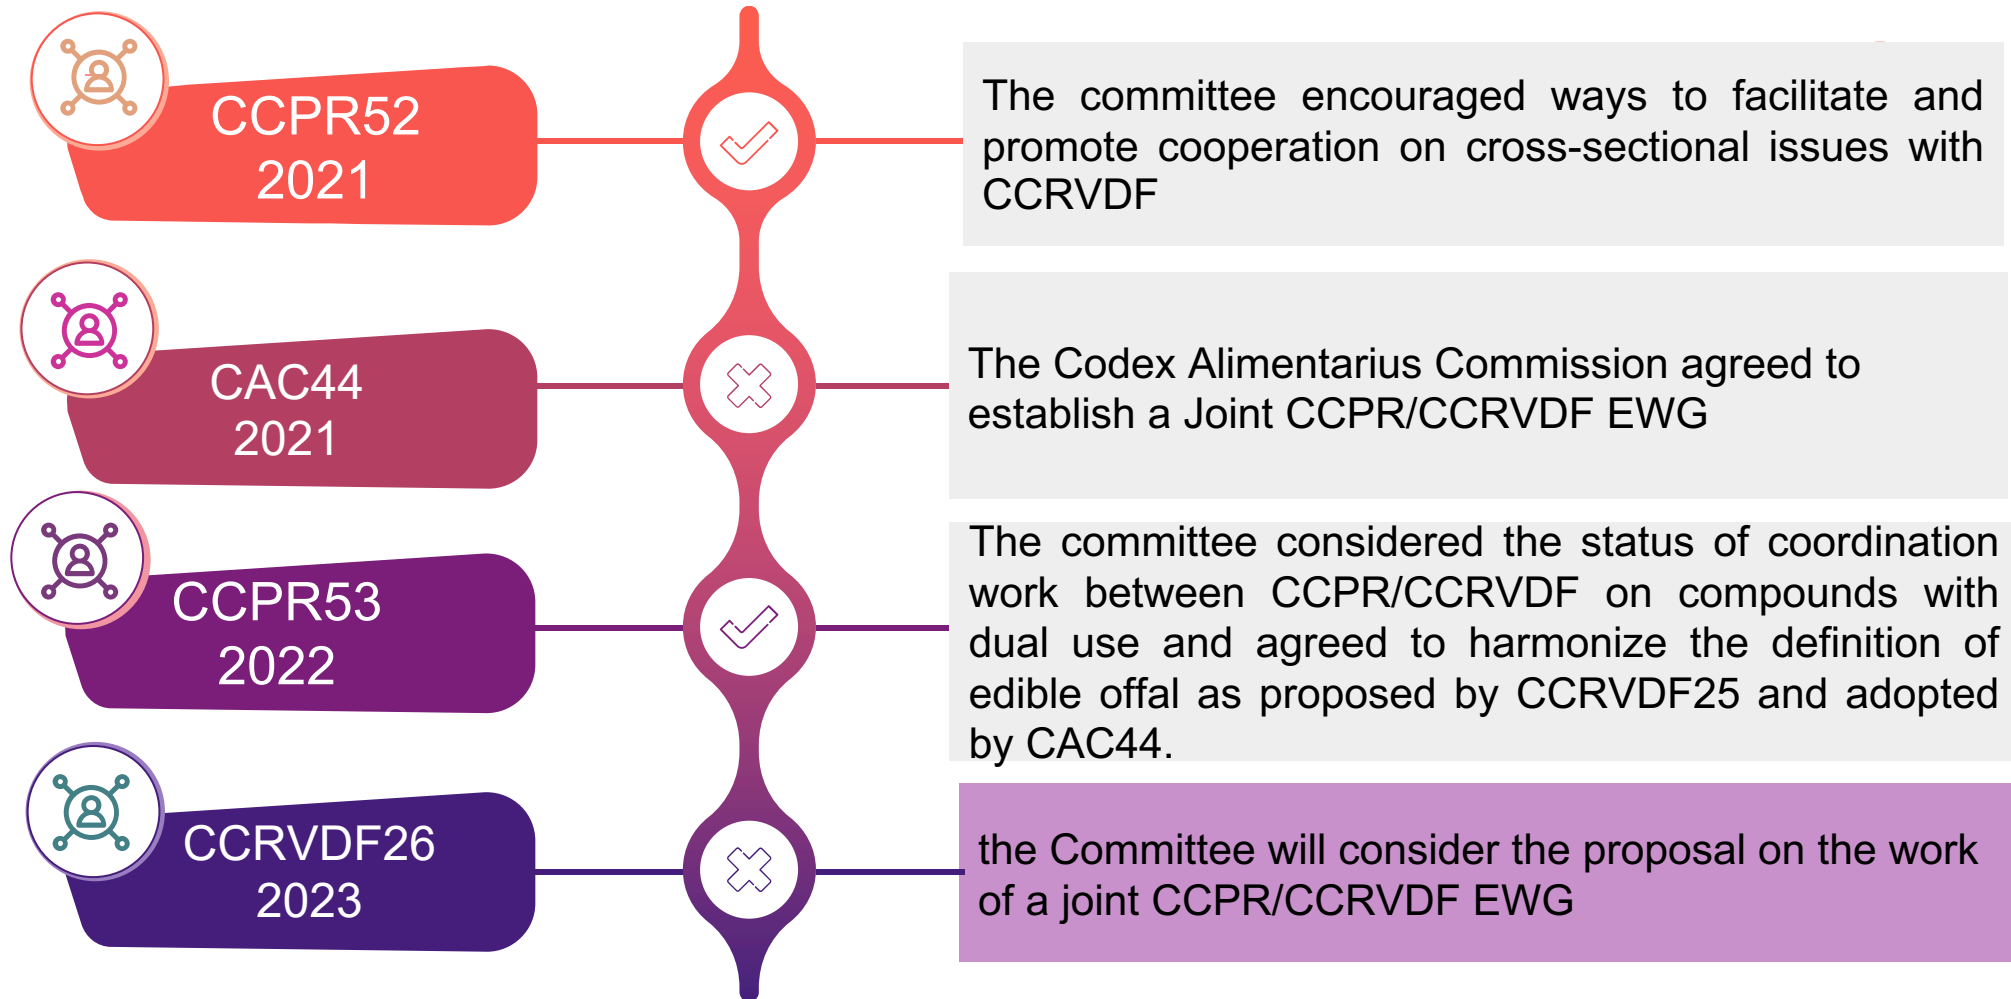 CCPR52
2021
The committee encouraged ways to facilitate and
promote cooperation on cross-sectional issues with
CCRVDF
CAC44
2021
The Codex Alimentarius Commission agreed to
establish a Joint CCPR/CCRVDF EWG
CCPR53
2022
The committee considered the status of coordination
work between CCPR/CCRVDF on compounds with
dual use and agreed to harmonize the definition of
edible offal as proposed by CCRVDF25 and adopted
by CAC44.
CCRVDF26
2023
the Committee will consider the proposal on the work
of a joint CCPR/CCRVDF EWG